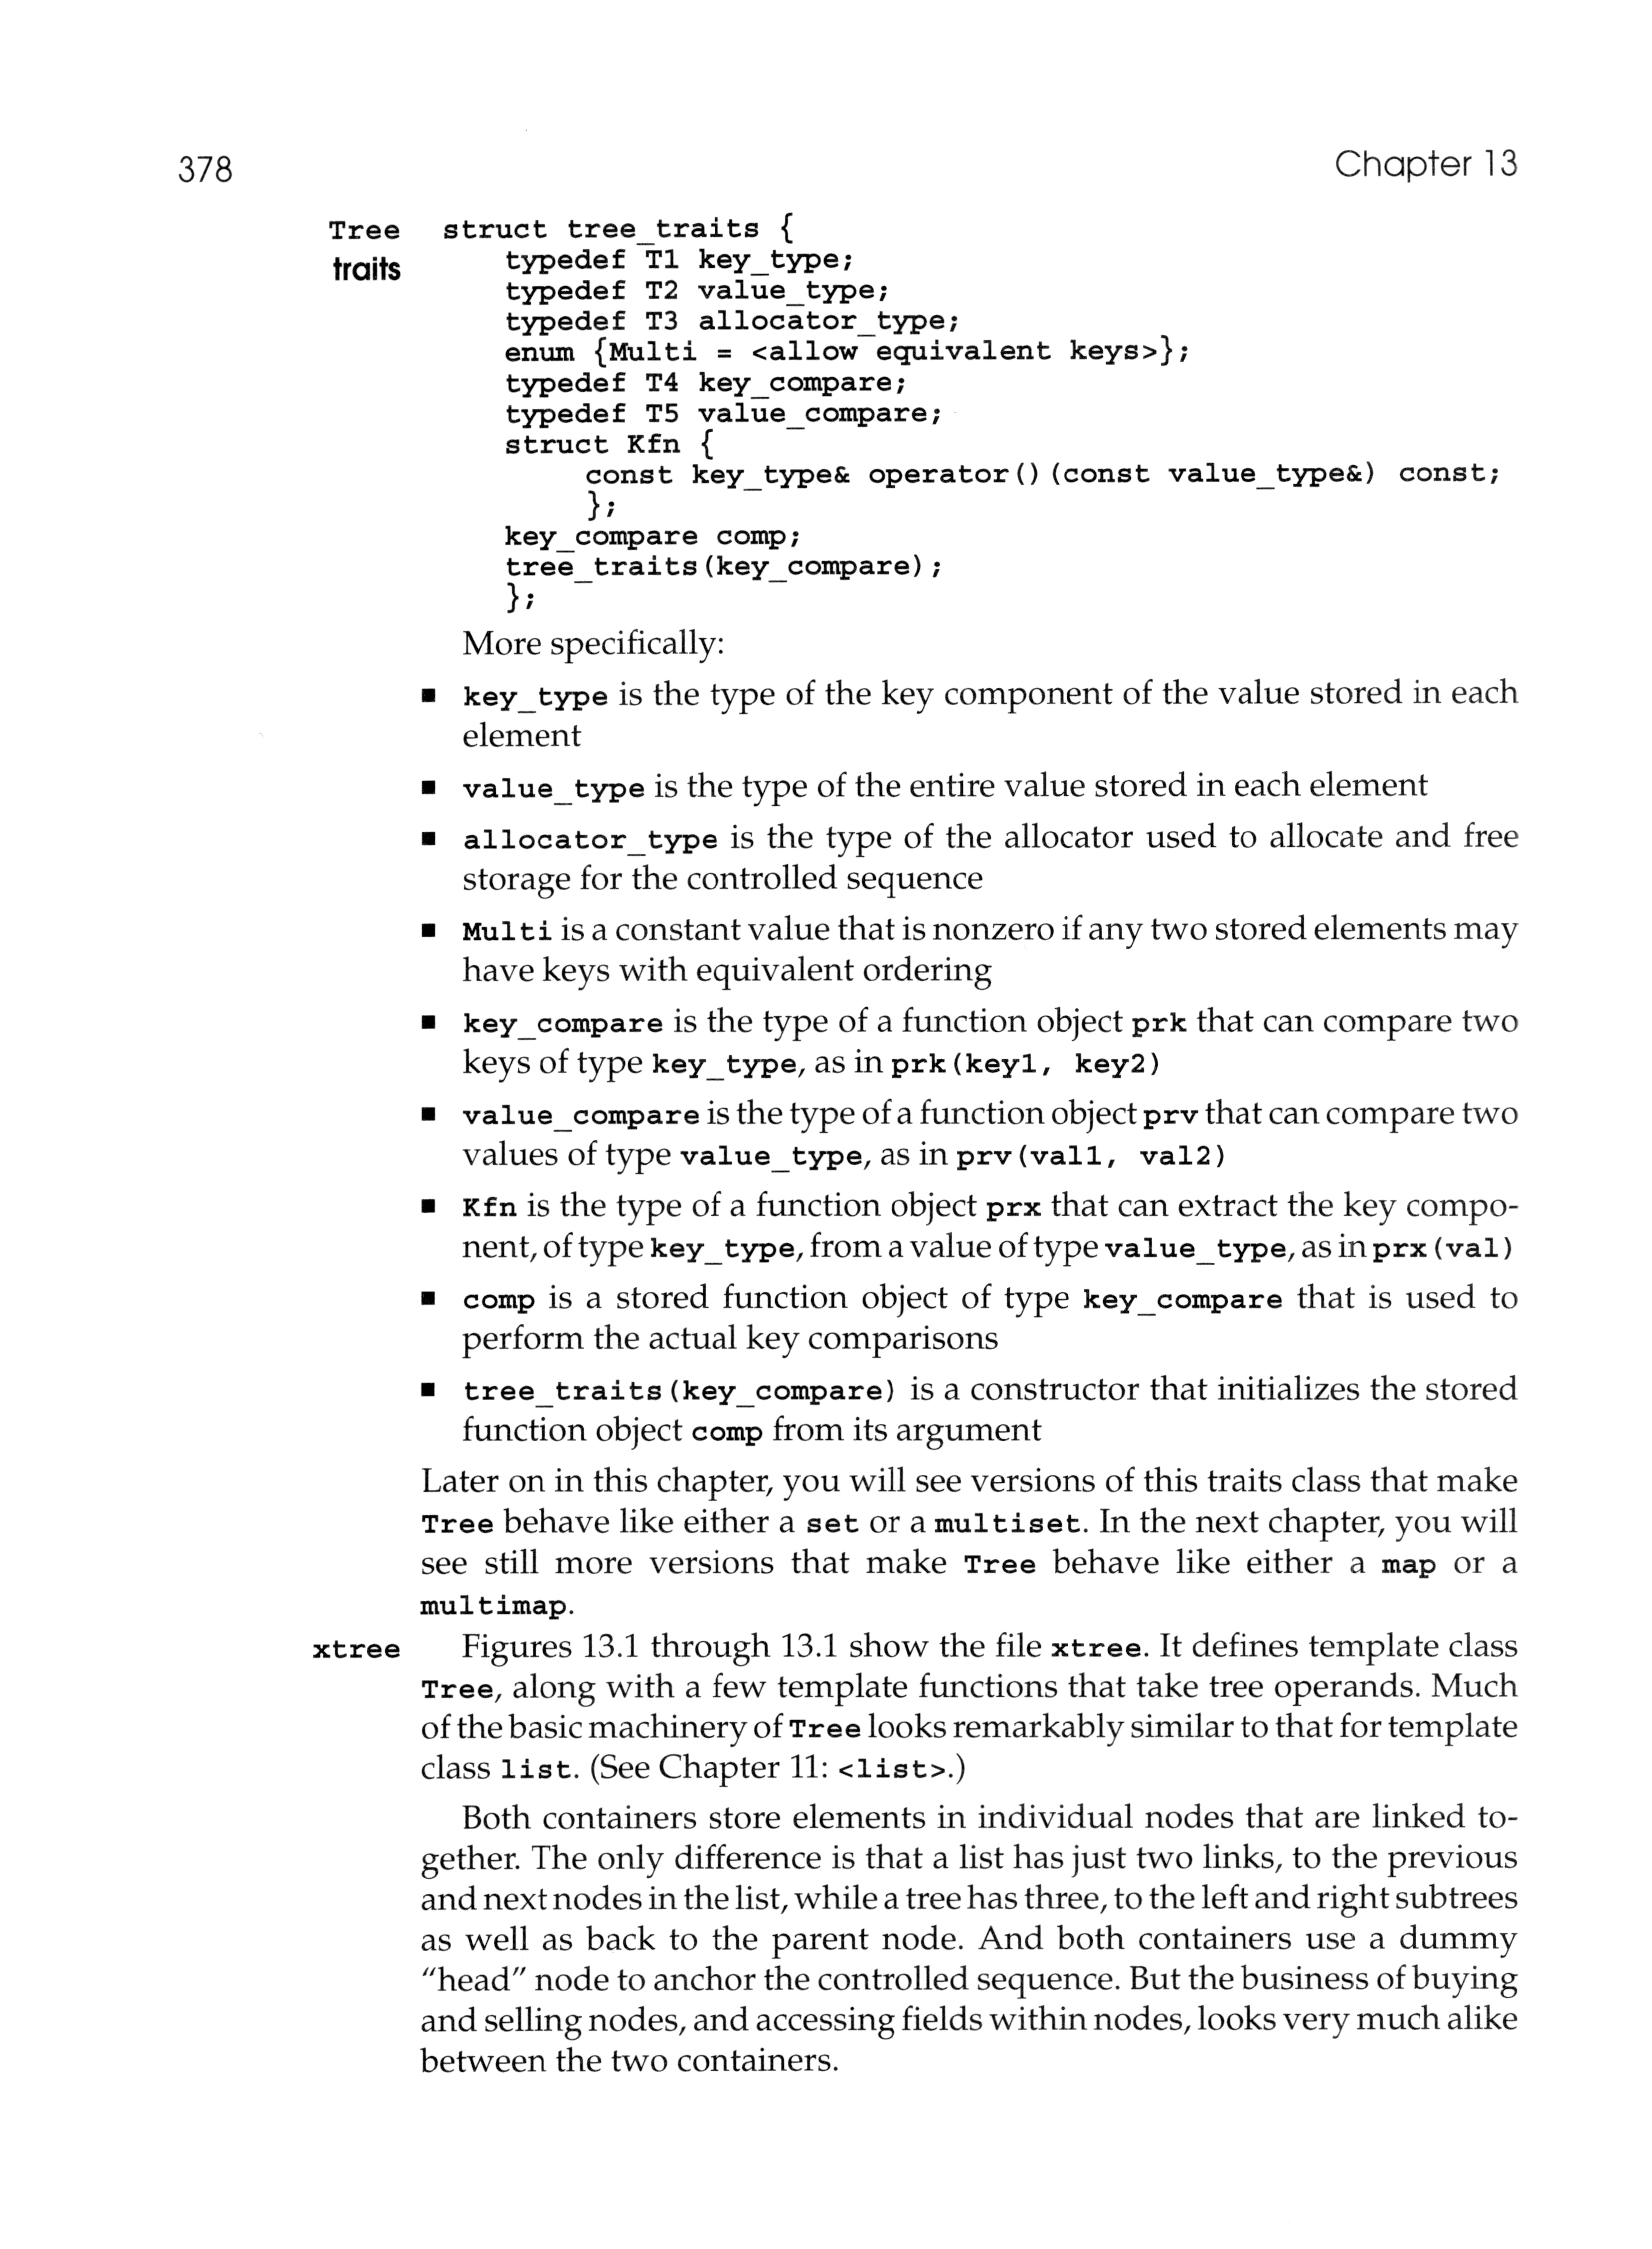 378
Chapter 13
Tree
traits
struct tree_traits {
typedef T1 key_type;
typedef T2 value_type;
typedef T3 allocator_type;
enum {Multi = <allow equivalent keys>};
typedef T4 key_compare;
typedef T5 value_compare;
struct Kfn {
const key_type& operator()(const value_type&) const;
};
key_compare comp;
tree_traits(key_compare);
};
More specifically:
■ key_type is the type of the key component of the value stored in each
element
■ value_type is the type of the entire value stored in each element
■ allocator_type is the type of the allocator used to allocate and free
storage for the controlled sequence
■ Multi is a constant value that is nonzero if any two stored elements may
have keys with equivalent ordering
■ key_compare is the type of a function object prk that can compare two
keys of type key_type, as in prk(key1, key2)
■ value_compare is the type of a function object prv that can compare two
values of type value_type, as in prv(val1, val2)
■ Kfn is the type of a function object prx that can extract the key compo-
nent, of type key_type, from a value of type value_type, as in prx(val)
■ comp is a stored function object of type key_compare that is used to
perform the actual key comparisons
■ tree_traits(key_compare) is a constructor that initializes the stored
function object comp from its argument
Later on in this chapter, you will see versions of this traits class that make
Tree behave like either a set or a multiset. In the next chapter, you will
see still more versions that make Tree behave like either a map or a
multimap.
xtree
Figures 13.1 through 13.1 show the file xtree. It defines template class
Tree, along with a few template functions that take tree operands. Much
of the basic machinery of Tree looks remarkably similar to that for template
class list. (See Chapter 11: <list>.)
Both containers store elements in individual nodes that are linked to-
gether. The only difference is that a list has just two links, to the previous
and next nodes in the list, while a tree has three, to the left and right subtrees
as well as back to the parent node. And both containers use a dummy
"head" node to anchor the controlled sequence. But the business of buying
and selling nodes, and accessing fields within nodes, looks very much alike
between the two containers.